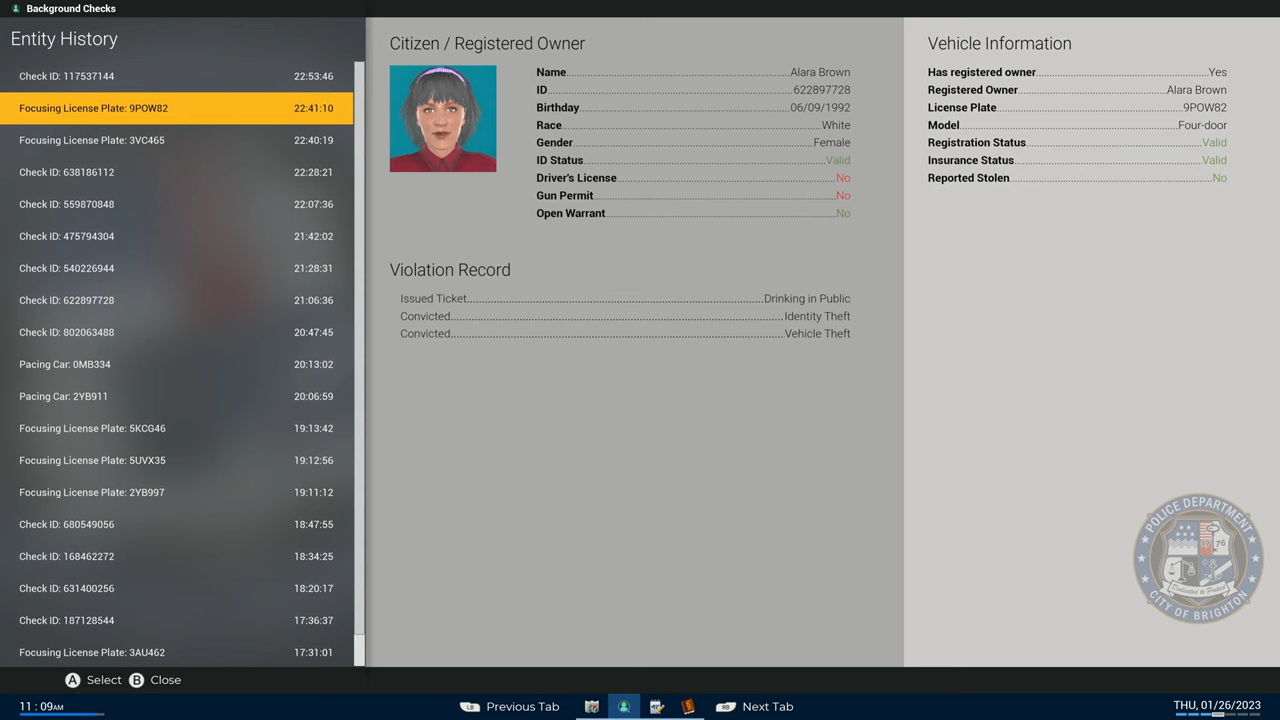 Background Checks
Entity History
Check ID: 117537144 22:53:46
Focusing License Plate: 9POW82 22:41:10
Focusing License Plate: 3VC465 22:40:19
Check ID: 638186112 22:28:21
Check ID: 559870848 22:07:36
Check ID: 475794304 21:42:02
Check ID: 540226944 21:28:31
Check ID: 622897728 21:06:36
Check ID: 802063488 20:47:45
Pacing Car: 0MB334 20:13:02
Pacing Car: 2YB911 20:06:59
Focusing License Plate: 5KCG46 19:13:42
Focusing License Plate: 5UVX35 19:12:56
Focusing License Plate: 2YB997 19:11:12
Check ID: 680549056 18:47:55
Check ID: 168462272 18:34:25
Check ID: 631400256 18:20:17
Check ID: 187128544 17:36:37
Focusing License Plate: 3AU462 17:31:01
Citizen / Registered Owner
Name Alara Brown
ID 622897728
Birthday 06/09/1992
Race White
Gender Female
ID Status Valid
Driver's License No
Gun Permit No
Open Warrant No
Violation Record
Issued Ticket Drinking in Public
Convicted Identity Theft
Convicted Vehicle Theft
Vehicle Information
Has registered owner Yes
Registered Owner Alara Brown
License Plate 9POW82
Model Four-door
Registration Status Valid
Insurance Status Valid
Reported Stolen No
POLICE DEPARTMENT
17 76
CITY OF BRIGHTON
A Select B Close
11 : 09AM
LB Previous Tab
RB Next Tab
THU, 01/26/2023